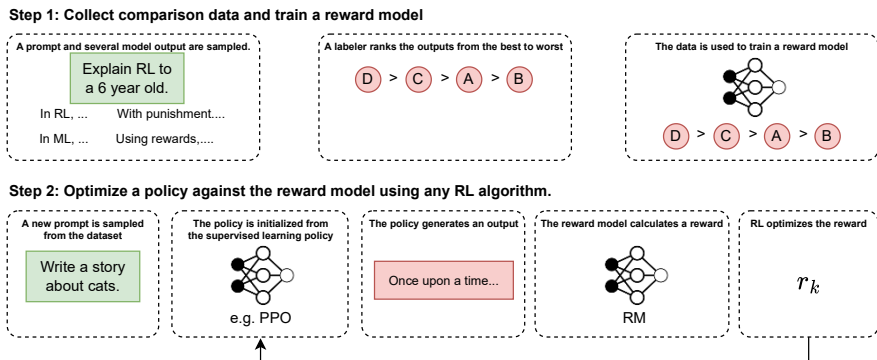 Step 1: Collect comparison data and train a reward model
A prompt and several model output are sampled.
Explain RL to
a 6 year old.
In RL, ... With punishment....
In ML, ... Using rewards,....
A labeler ranks the outputs from the best to worst
D > C > A > B
The data is used to train a reward model
D > C > A > B
Step 2: Optimize a policy against the reward model using any RL algorithm.
A new prompt is sampled
from the dataset
Write a story
about cats.
The policy is initialized from
the supervised learning policy
e.g. PPO
The policy generates an output
Once upon a time...
The reward model calculates a reward
RM
RL optimizes the reward
r_k